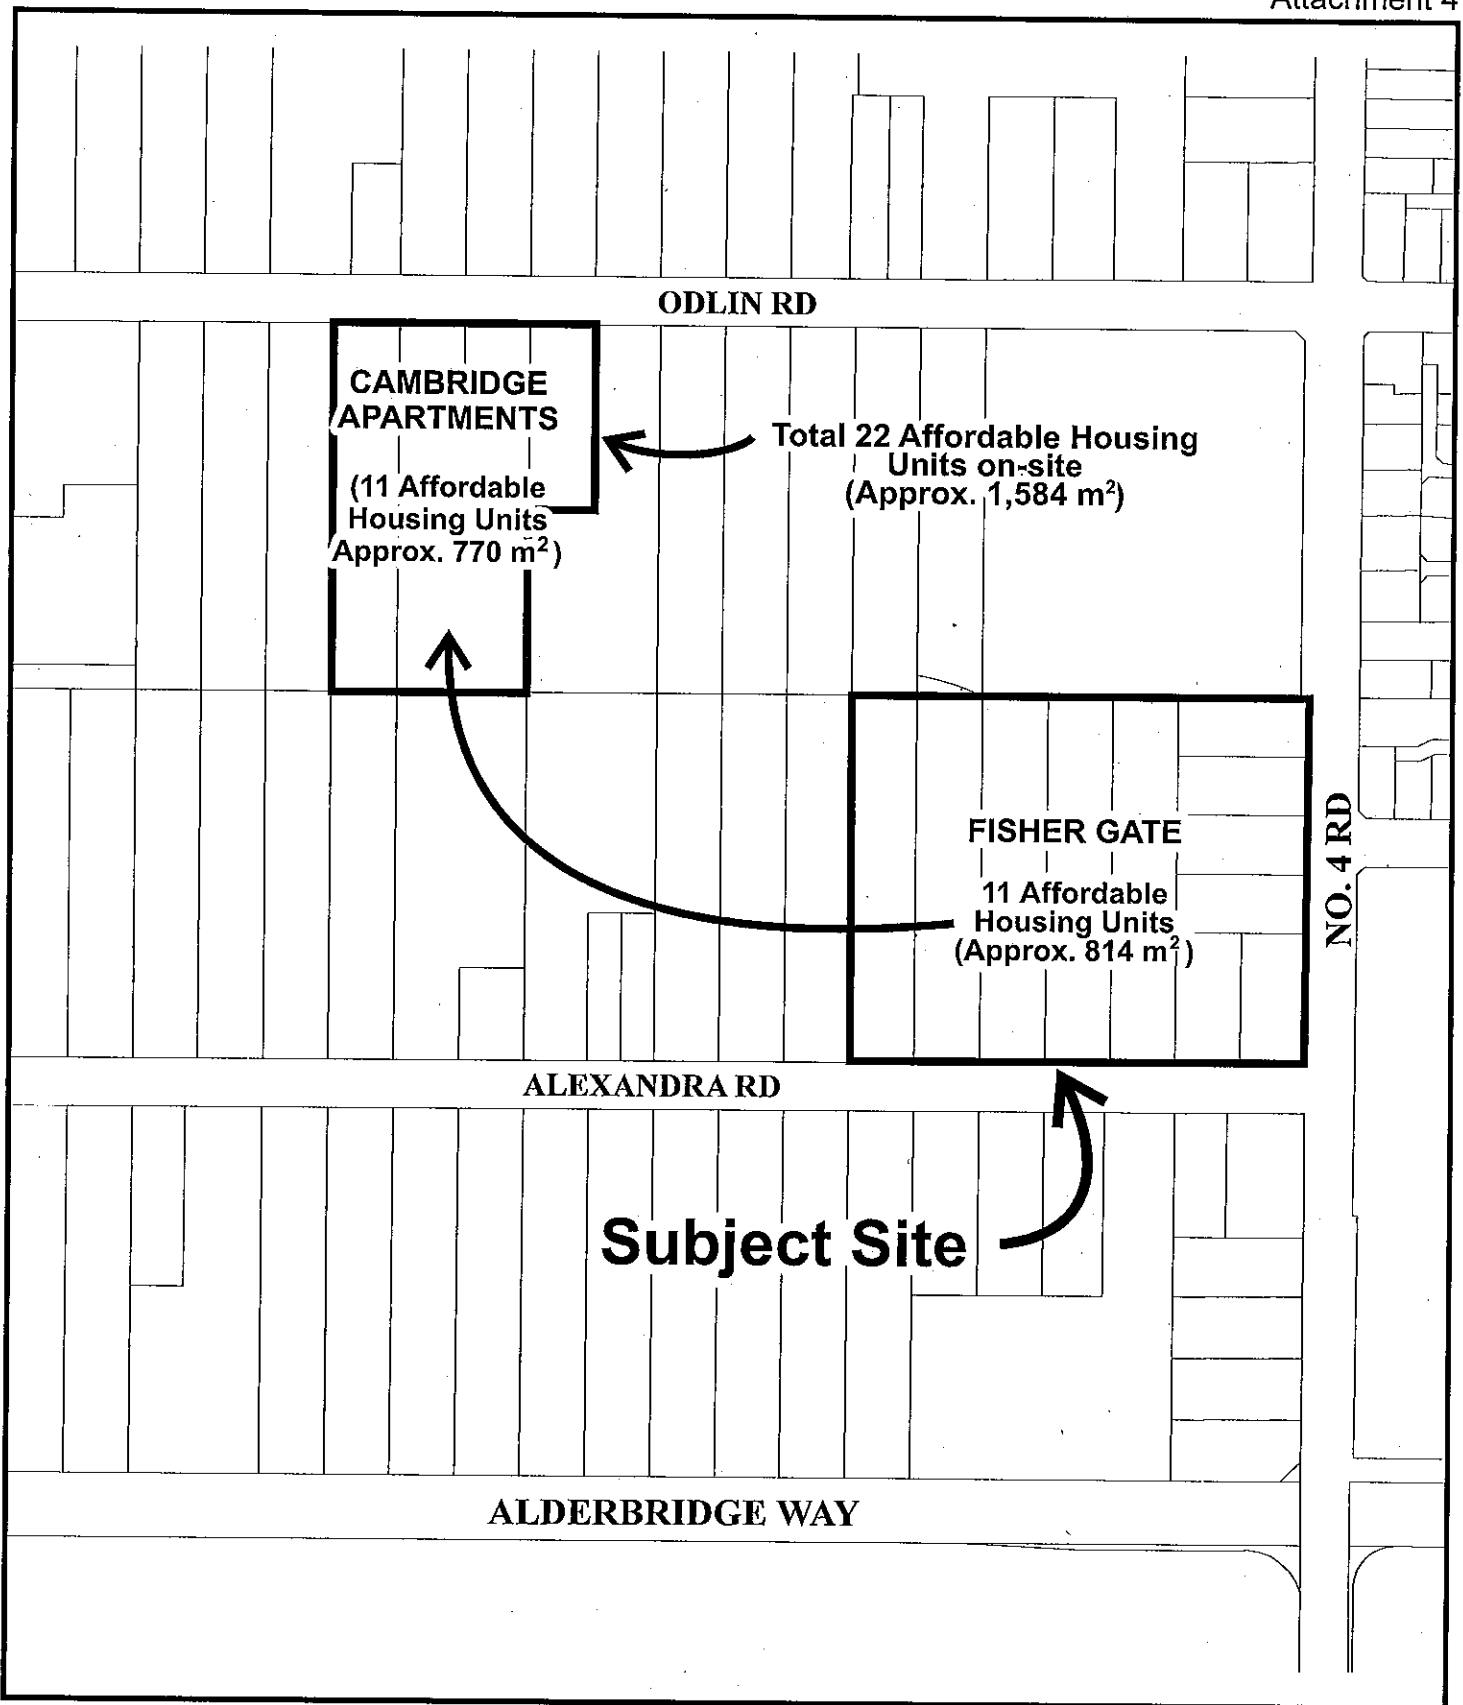 Attachment 4
ODLIN RD
CAMBRIDGE
APARTMENTS
(11 Affordable
Housing Units
Approx. 770 m²)
Total 22 Affordable Housing
Units on-site
(Approx. 1,584 m²)
FISHER GATE
11 Affordable
Housing Units
(Approx. 814 m²)
NO. 4 RD
ALEXANDRA RD
Subject Site
ALDERBRIDGE WAY